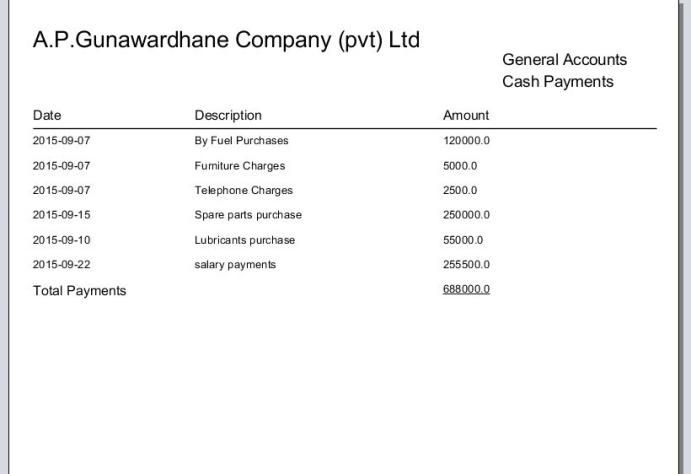 A.P.Gunawardhane Company (pvt) Ltd
General Accounts
Cash Payments
Date Description Amount
2015-09-07 By Fuel Purchases 120000.0
2015-09-07 Furniture Charges 5000.0
2015-09-07 Telephone Charges 2500.0
2015-09-15 Spare parts purchase 250000.0
2015-09-10 Lubricants purchase 55000.0
2015-09-22 salary payments 255500.0
Total Payments 688000.0